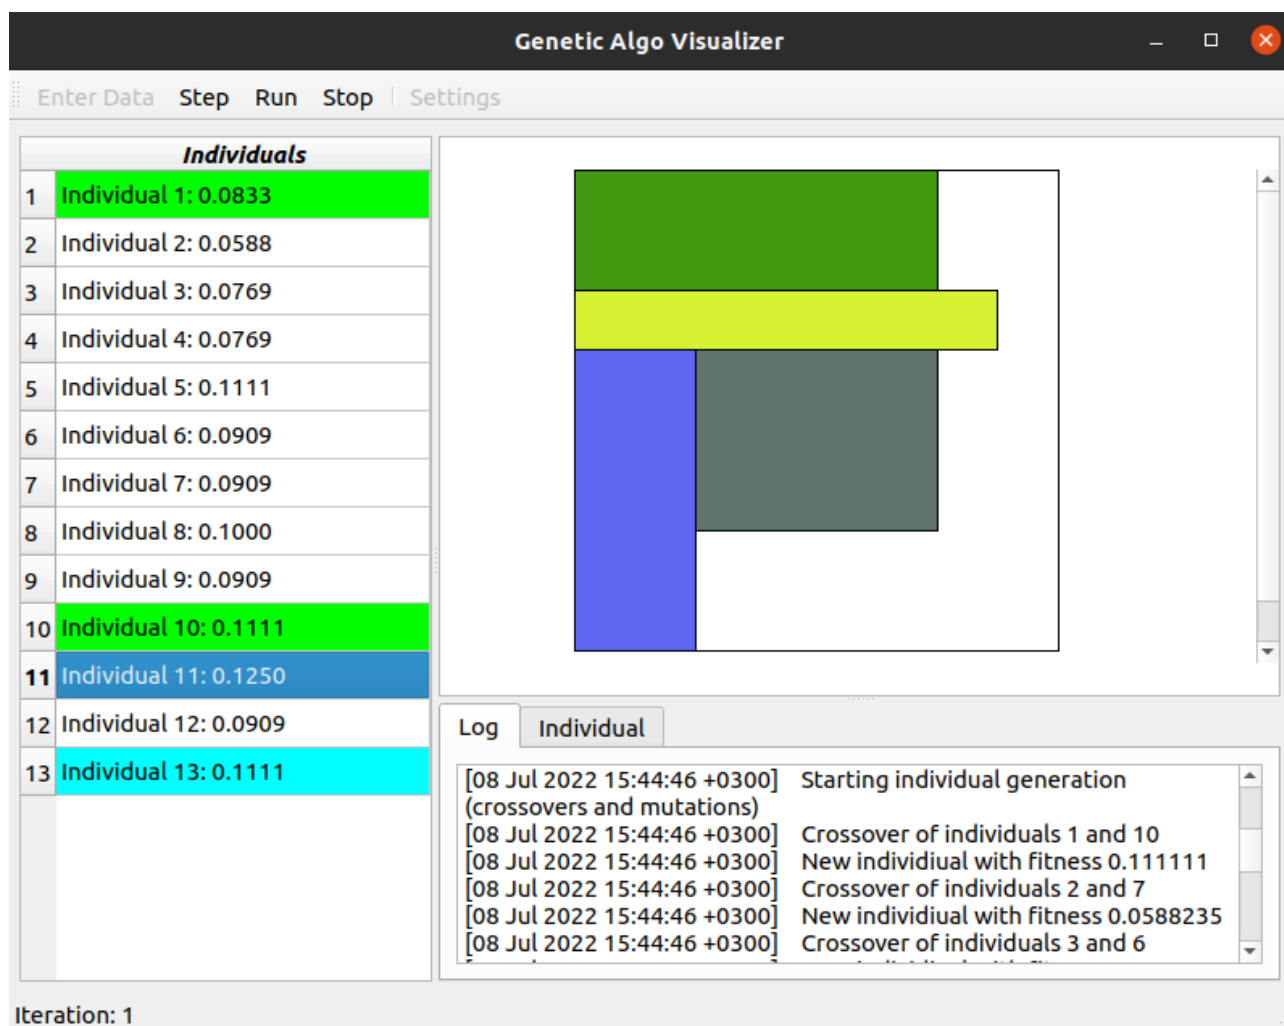 Genetic Algo Visualizer
Enter Data Step Run Stop Settings
Individuals
1 Individual 1: 0.0833
2 Individual 2: 0.0588
3 Individual 3: 0.0769
4 Individual 4: 0.0769
5 Individual 5: 0.1111
6 Individual 6: 0.0909
7 Individual 7: 0.0909
8 Individual 8: 0.1000
9 Individual 9: 0.0909
10 Individual 10: 0.1111
11 Individual 11: 0.1250
12 Individual 12: 0.0909
13 Individual 13: 0.1111
Log Individual
[08 Jul 2022 15:44:46 +0300] Starting individual generation
(crossovers and mutations)
[08 Jul 2022 15:44:46 +0300] Crossover of individuals 1 and 10
[08 Jul 2022 15:44:46 +0300] New individiual with fitness 0.111111
[08 Jul 2022 15:44:46 +0300] Crossover of individuals 2 and 7
[08 Jul 2022 15:44:46 +0300] New individiual with fitness 0.0588235
[08 Jul 2022 15:44:46 +0300] Crossover of individuals 3 and 6
Iteration: 1